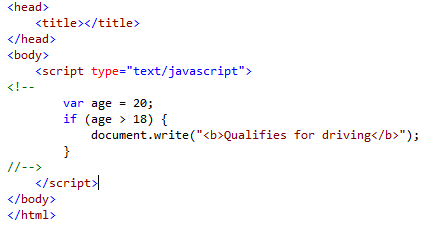 <head>
    <title></title>
</head>
<body>
    <script type="text/javascript">
<!--
        var age = 20;
        if (age > 18) {
            document.write("<b>Qualifies for driving</b>");
        }
//-->
    </script>
</body>
</html>